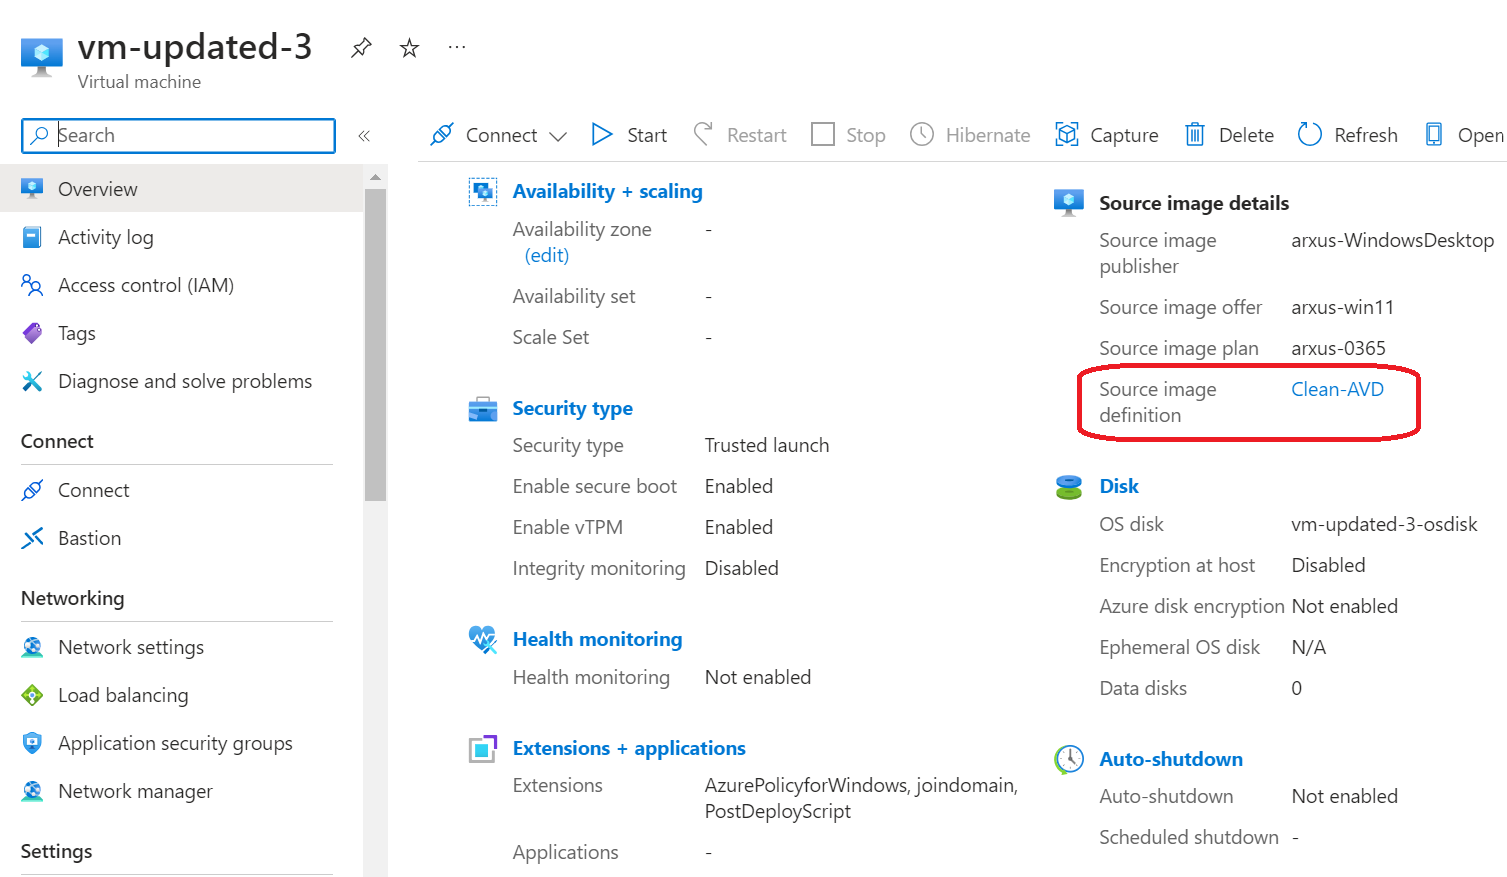 vm-updated-3
Virtual machine
Search
Connect
Start
Restart
Stop
Hibernate
Capture
Delete
Refresh
Open
Overview
Activity log
Access control (IAM)
Tags
Diagnose and solve problems
Connect
Connect
Bastion
Networking
Network settings
Load balancing
Application security groups
Network manager
Settings
Availability + scaling
Availability zone -
(edit)
Availability set -
Scale Set -
Security type
Security type Trusted launch
Enable secure boot Enabled
Enable vTPM Enabled
Integrity monitoring Disabled
Health monitoring
Health monitoring Not enabled
Extensions + applications
Extensions AzurePolicyforWindows, joindomain,
PostDeployScript
Applications -
Source image details
Source image arxus-WindowsDesktop
publisher
Source image offer arxus-win11
Source image plan arxus-0365
Source image Clean-AVD
definition
Disk
OS disk vm-updated-3-osdisk
Encryption at host Disabled
Azure disk encryption Not enabled
Ephemeral OS disk N/A
Data disks 0
Auto-shutdown
Auto-shutdown Not enabled
Scheduled shutdown -